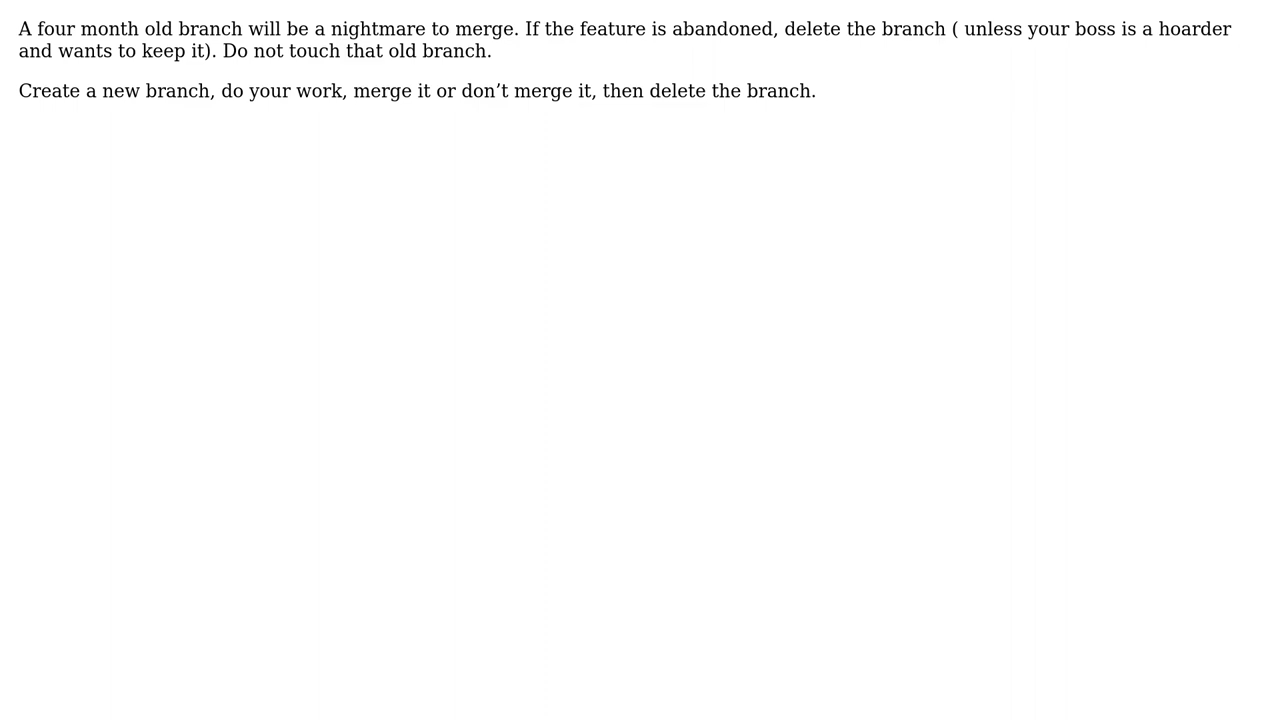 A four month old branch will be a nightmare to merge. If the feature is abandoned, delete the branch ( unless your boss is a hoarder
and wants to keep it). Do not touch that old branch.
Create a new branch, do your work, merge it or don’t merge it, then delete the branch.